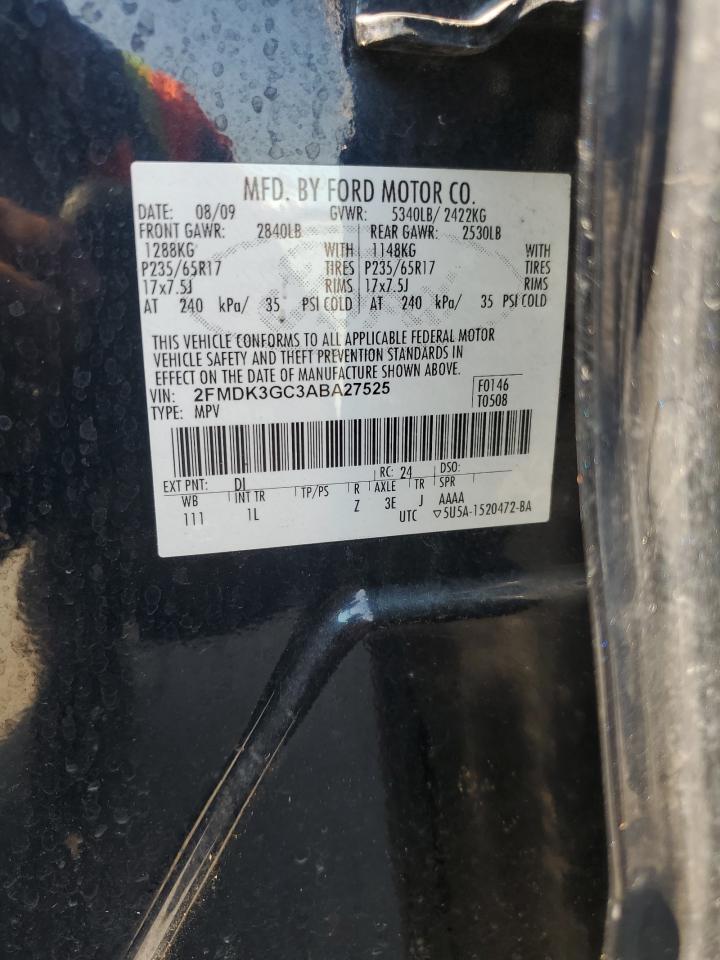 MFD. BY FORD MOTOR CO.
DATE: 08/09 GVWR: 5340LB/ 2422KG
FRONT GAWR: 2840LB REAR GAWR: 2530LB
1288KG WITH 1148KG WITH
P235/65R17 TIRES P235/65R17 TIRES
17x7.5J RIMS 17x7.5J RIMS
AT 240 kPa/ 35 PSI COLD AT 240 kPa/ 35 PSI COLD
THIS VEHICLE CONFORMS TO ALL APPLICABLE FEDERAL MOTOR
VEHICLE SAFETY AND THEFT PREVENTION STANDARDS IN
EFFECT ON THE DATE OF MANUFACTURE SHOWN ABOVE.
VIN: 2FMDK3GC3ABA27525 F0146
TYPE: MPV T0508
EXT PNT: DI RC: 24 DSO:
WB INT TR TP/PS R AXLE TR SPR
111 1L Z 3E J AAAA
UTC ▽5U5A-1520472-BA